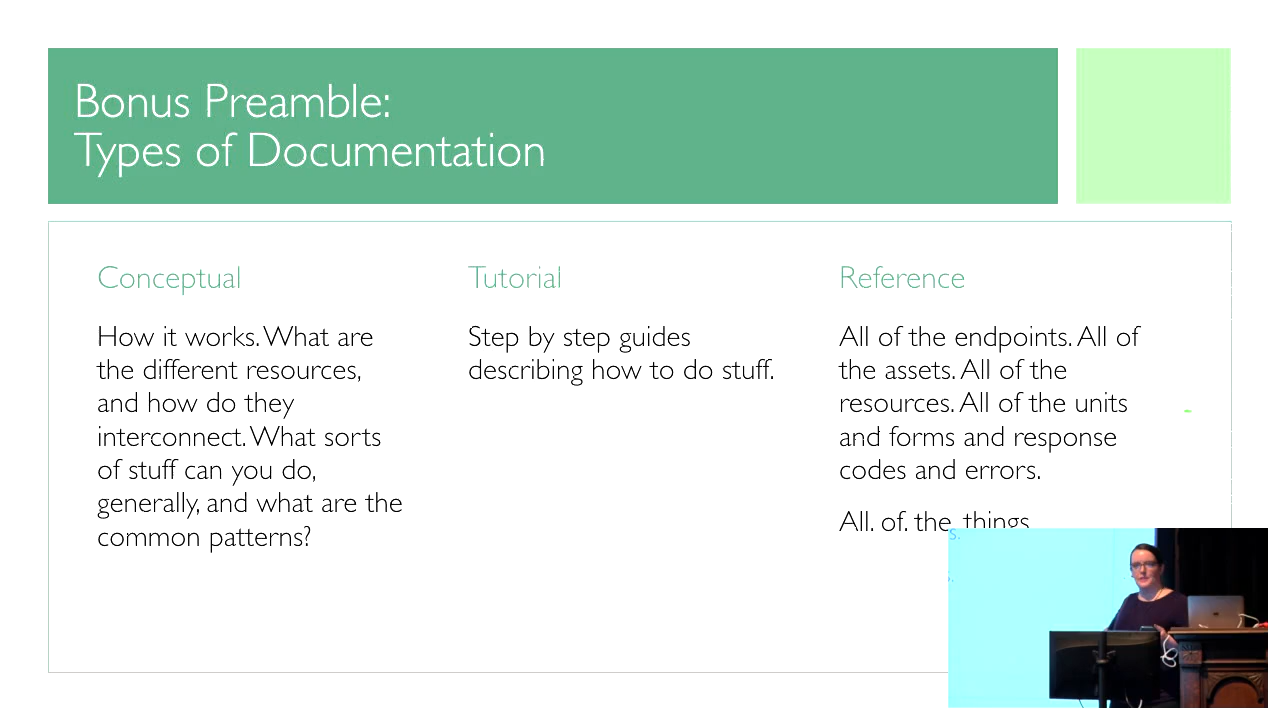 Bonus Preamble:
Types of Documentation
Conceptual
How it works. What are
the different resources,
and how do they
interconnect. What sorts
of stuff can you do,
generally, and what are the
common patterns?
Tutorial
Step by step guides
describing how to do stuff.
Reference
All of the endpoints. All of
the assets. All of the
resources. All of the units
and forms and response
codes and errors.
All. of. the. things
s.
s.